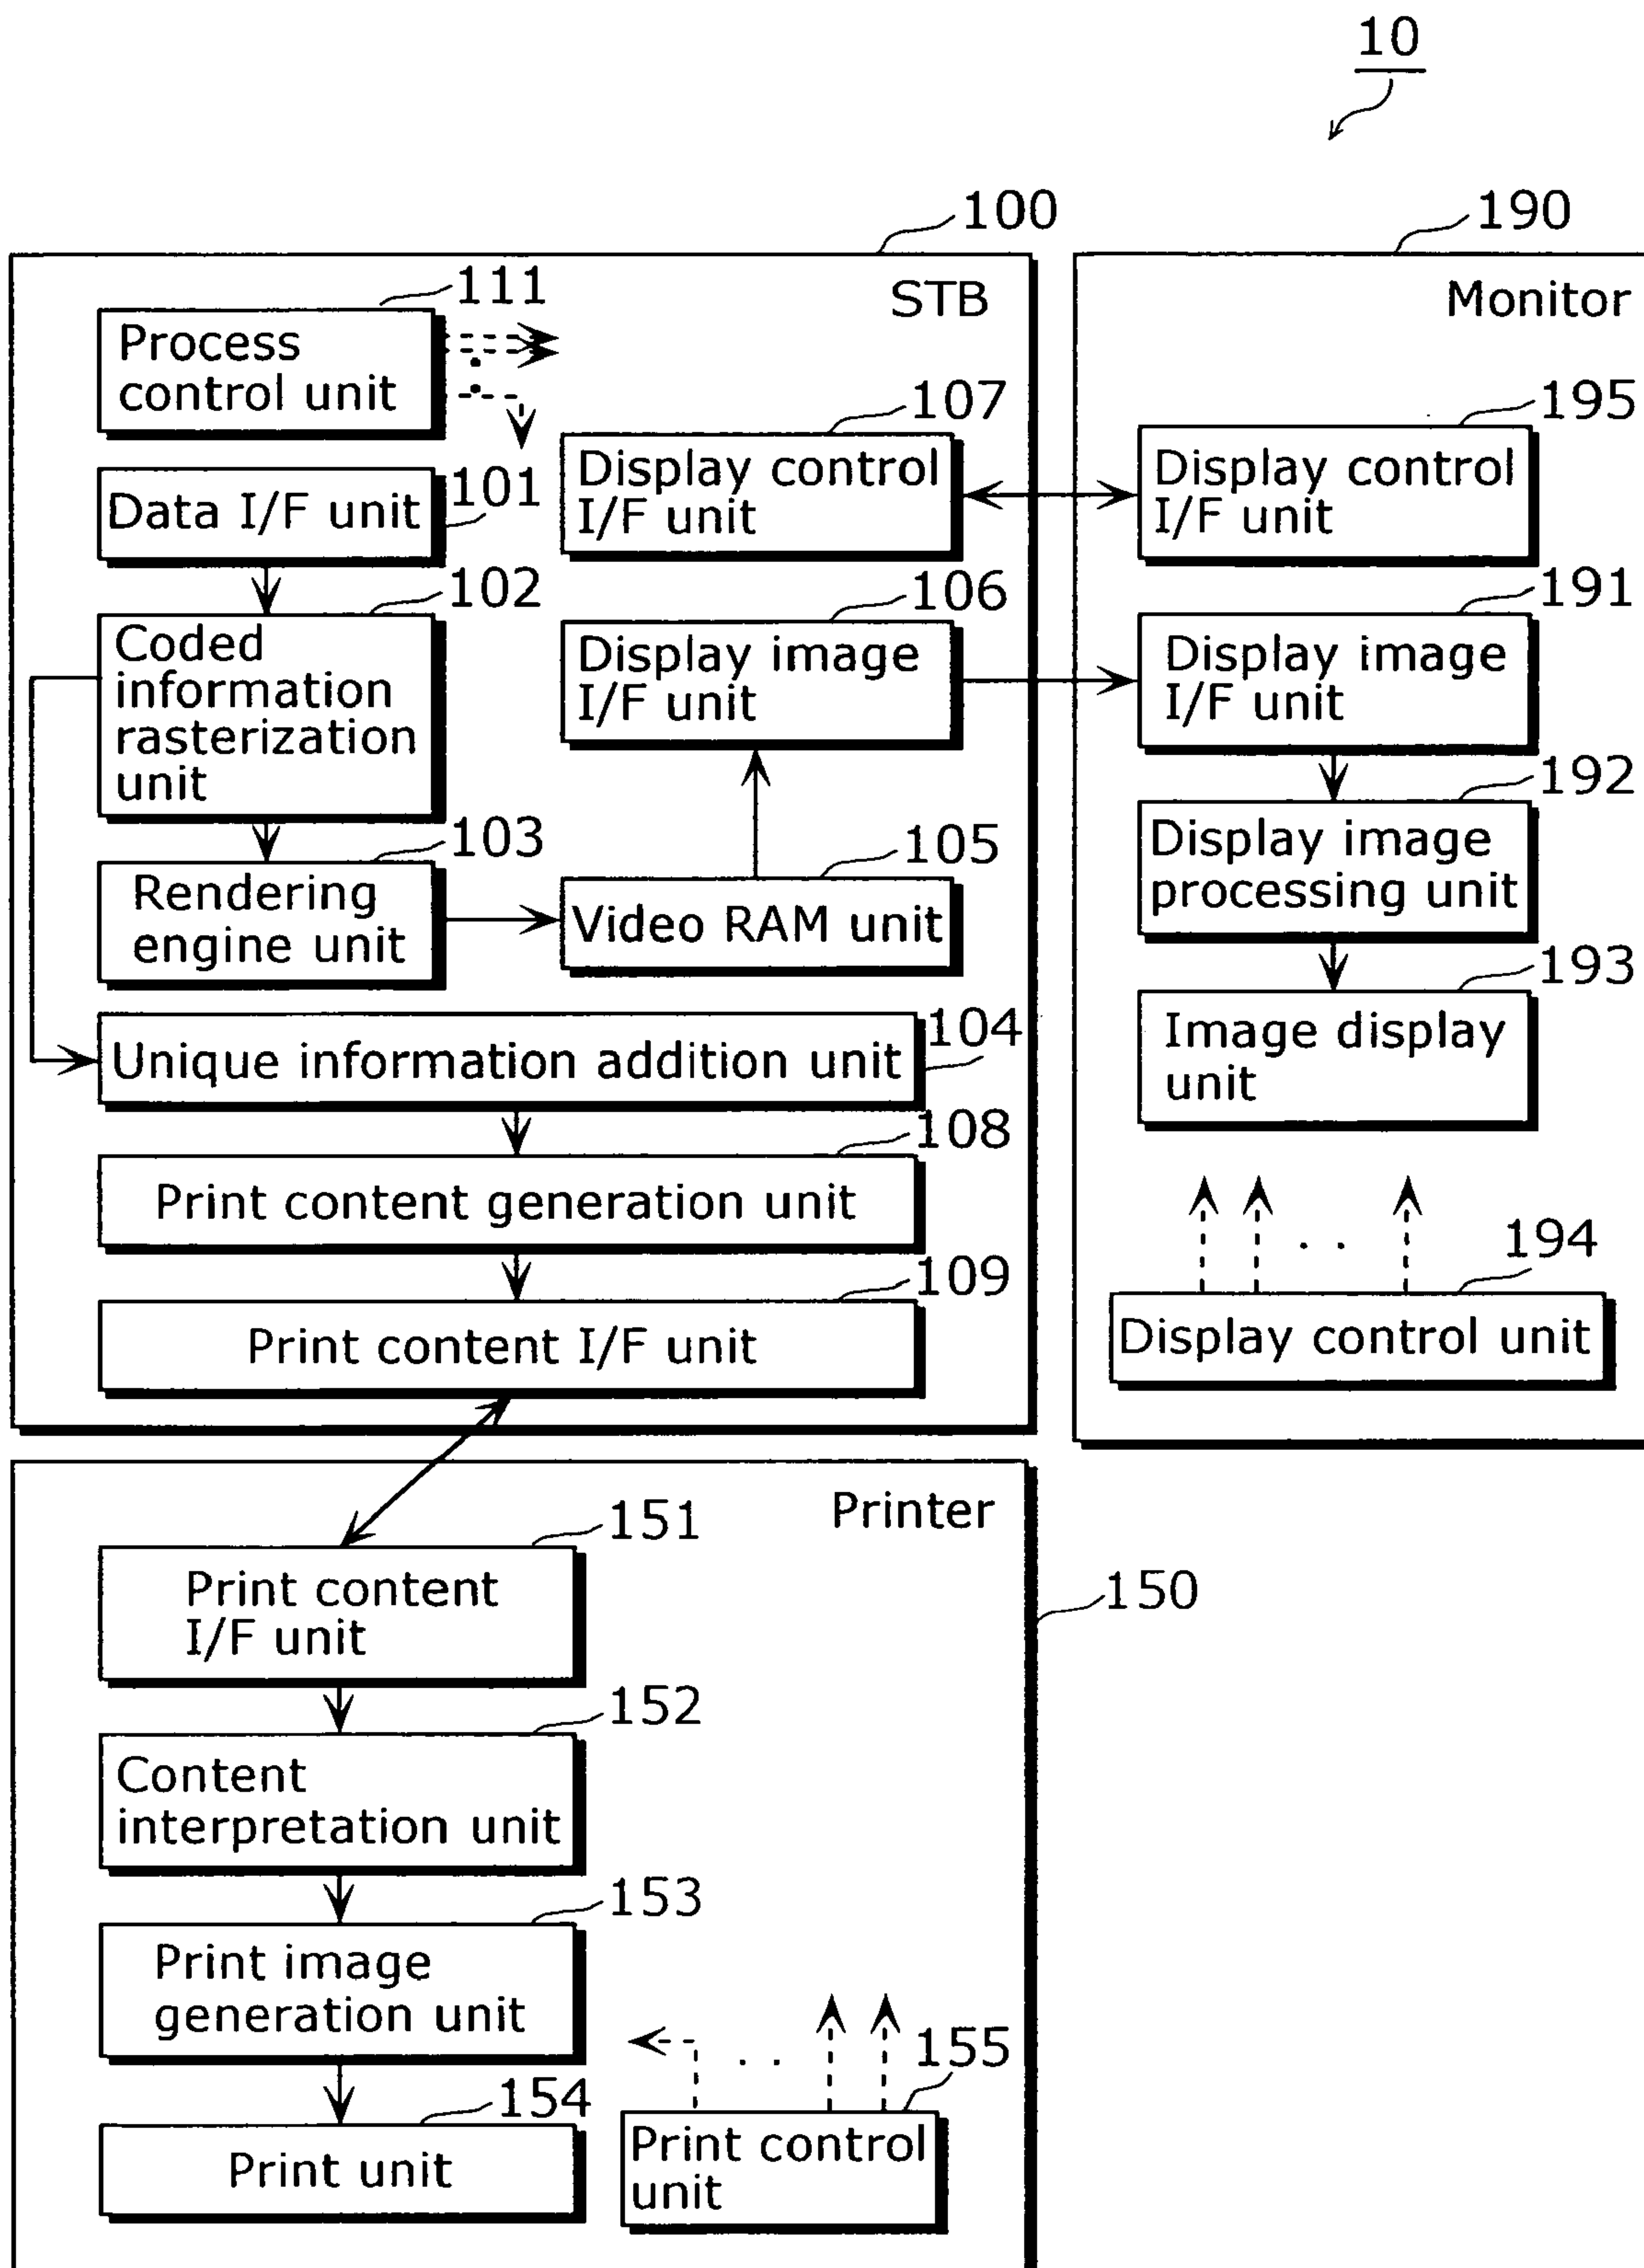 10
100
STB
111
Process
control unit
101
Data I/F unit
102
Coded
information
rasterization
unit
103
Rendering
engine unit
107
Display control
I/F unit
106
Display image
I/F unit
105
Video RAM unit
104
Unique information addition unit
108
Print content generation unit
109
Print content I/F unit
190
Monitor
195
Display control
I/F unit
191
Display image
I/F unit
192
Display image
processing unit
193
Image display
unit
194
Display control unit
150
Printer
151
Print content
I/F unit
152
Content
interpretation unit
153
Print image
generation unit
154
Print unit
155
Print control
unit